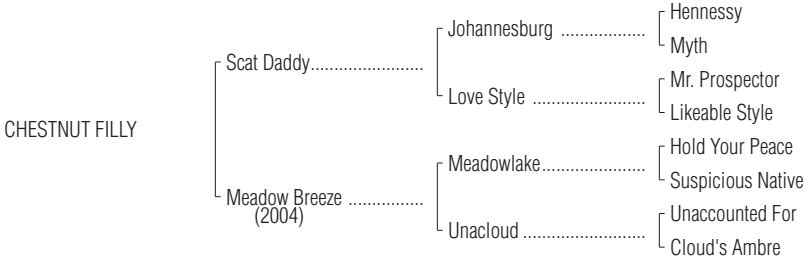 Hennessy
Johannesburg ...................
Myth
Scat Daddy.........................
Mr. Prospector
Love Style .........................
Likeable Style
CHESTNUT FILLY
Hold Your Peace
Meadowlake.......................
Suspicious Native
Meadow Breeze .................
(2004)
Unaccounted For
Unacloud ...........................
Cloud's Ambre